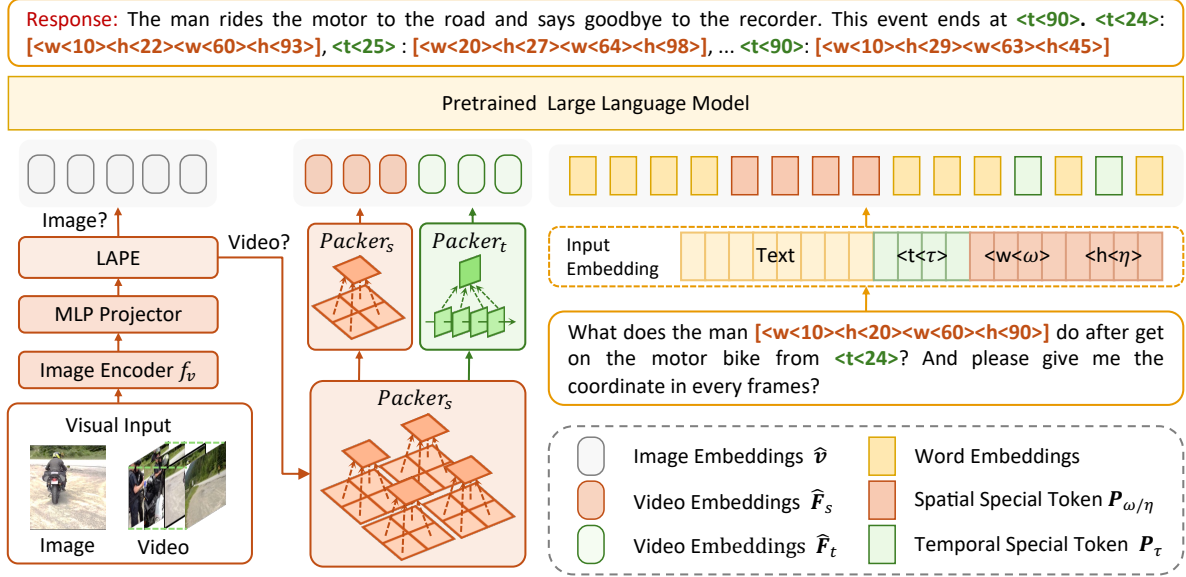 Response: The man rides the motor to the road and says goodbye to the recorder. This event ends at <t<90>. <t<24>:
[<w<10><h<22><w<60><h<93>], <t<25> : [<w<20><h<27><w<64><h<98>], ... <t<90>: [<w<10><h<29><w<63><h<45>]
Pretrained Large Language Model
Image?
Video?
LAPE
MLP Projector
Image Encoder f_v
Visual Input
Image
Video
Packer_s
Packer_t
Packer_s
Input
Embedding
Text
<t<τ>
<w<ω>
<h<η>
What does the man [<w<10><h<20><w<60><h<90>] do after get
on the motor bike from <t<24>? And please give me the
coordinate in every frames?
Image Embeddings v̂
Video Embeddings F̂_s
Video Embeddings F̂_t
Word Embeddings
Spatial Special Token P_ω/η
Temporal Special Token P_τ